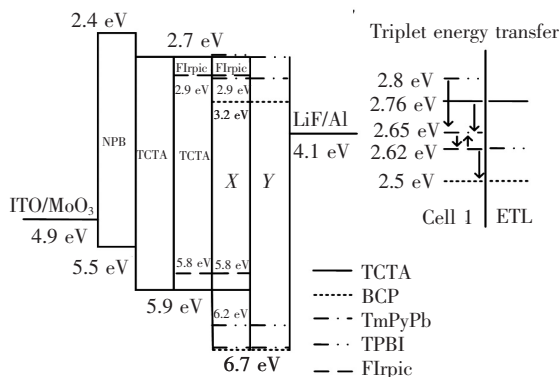 2.4 eV
2.7 eV
FIrpic
FIrpic
2.9 eV
2.9 eV
3.2 eV
NPB
TCTA
TCTA
X
Y
LiF/Al
4.1 eV
ITO/MoO₃
4.9 eV
5.5 eV
5.8 eV
5.8 eV
5.9 eV
6.2 eV
6.7 eV
Triplet energy transfer
2.8 eV
2.76 eV
2.65 eV
2.62 eV
2.5 eV
Cell 1
ETL
TCTA
BCP
TmPyPb
TPBI
FIrpic